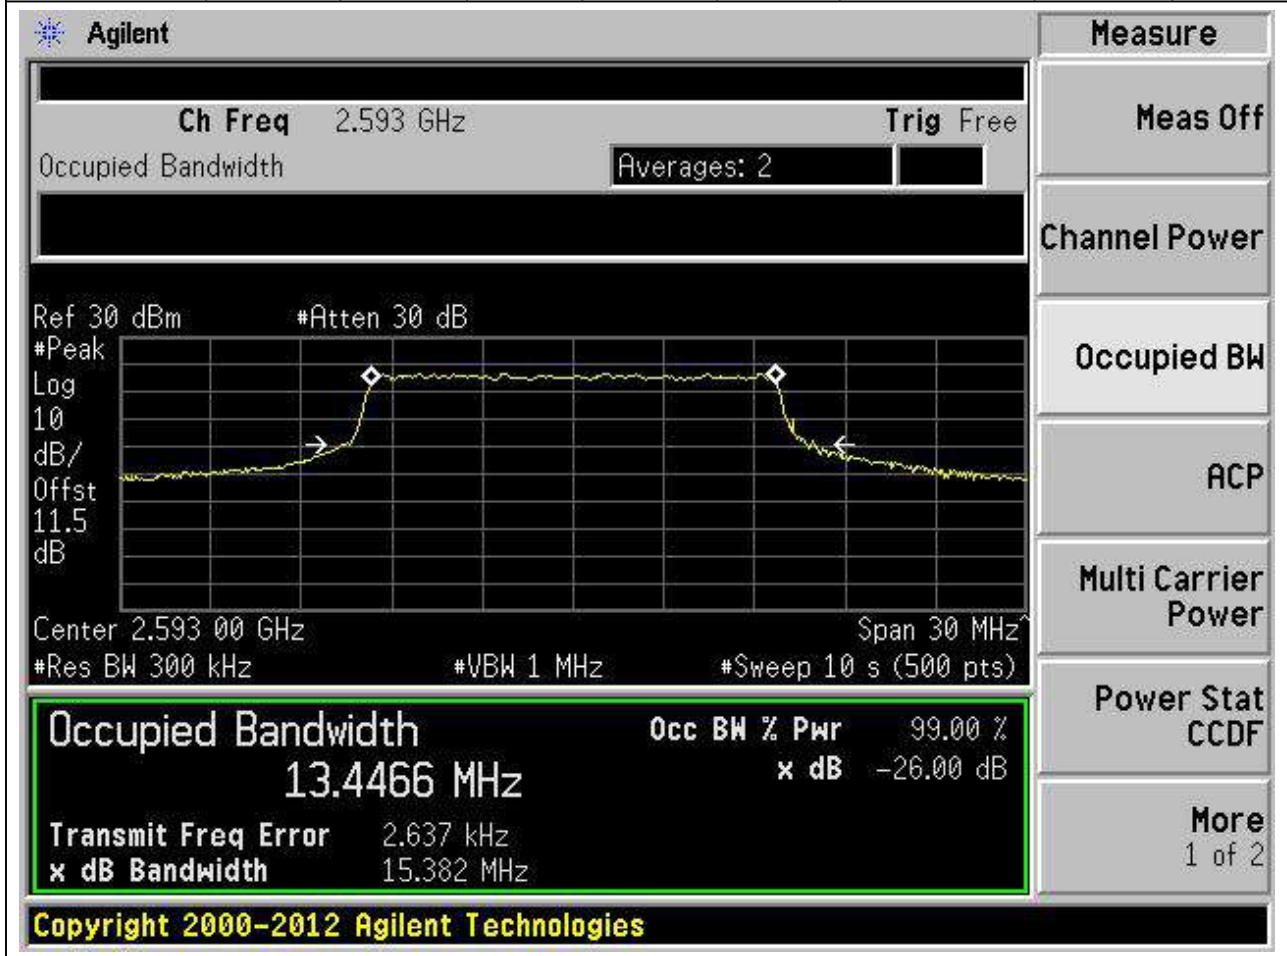 Agilent
Measure
Ch Freq 2.593 GHz Trig Free
Occupied Bandwidth Averages: 2
Ref 30 dBm #Atten 30 dB
#Peak
Log
10
dB/
Offst
11.5
dB
Center 2.593 00 GHz Span 30 MHz^
#Res BW 300 kHz #VBW 1 MHz #Sweep 10 s (500 pts)
Occupied Bandwidth Occ BW % Pwr 99.00 %
13.4466 MHz x dB -26.00 dB
Transmit Freq Error 2.637 kHz
x dB Bandwidth 15.382 MHz
Copyright 2000-2012 Agilent Technologies
Meas Off
Channel Power
Occupied BW
ACP
Multi Carrier
Power
Power Stat
CCDF
More
1 of 2